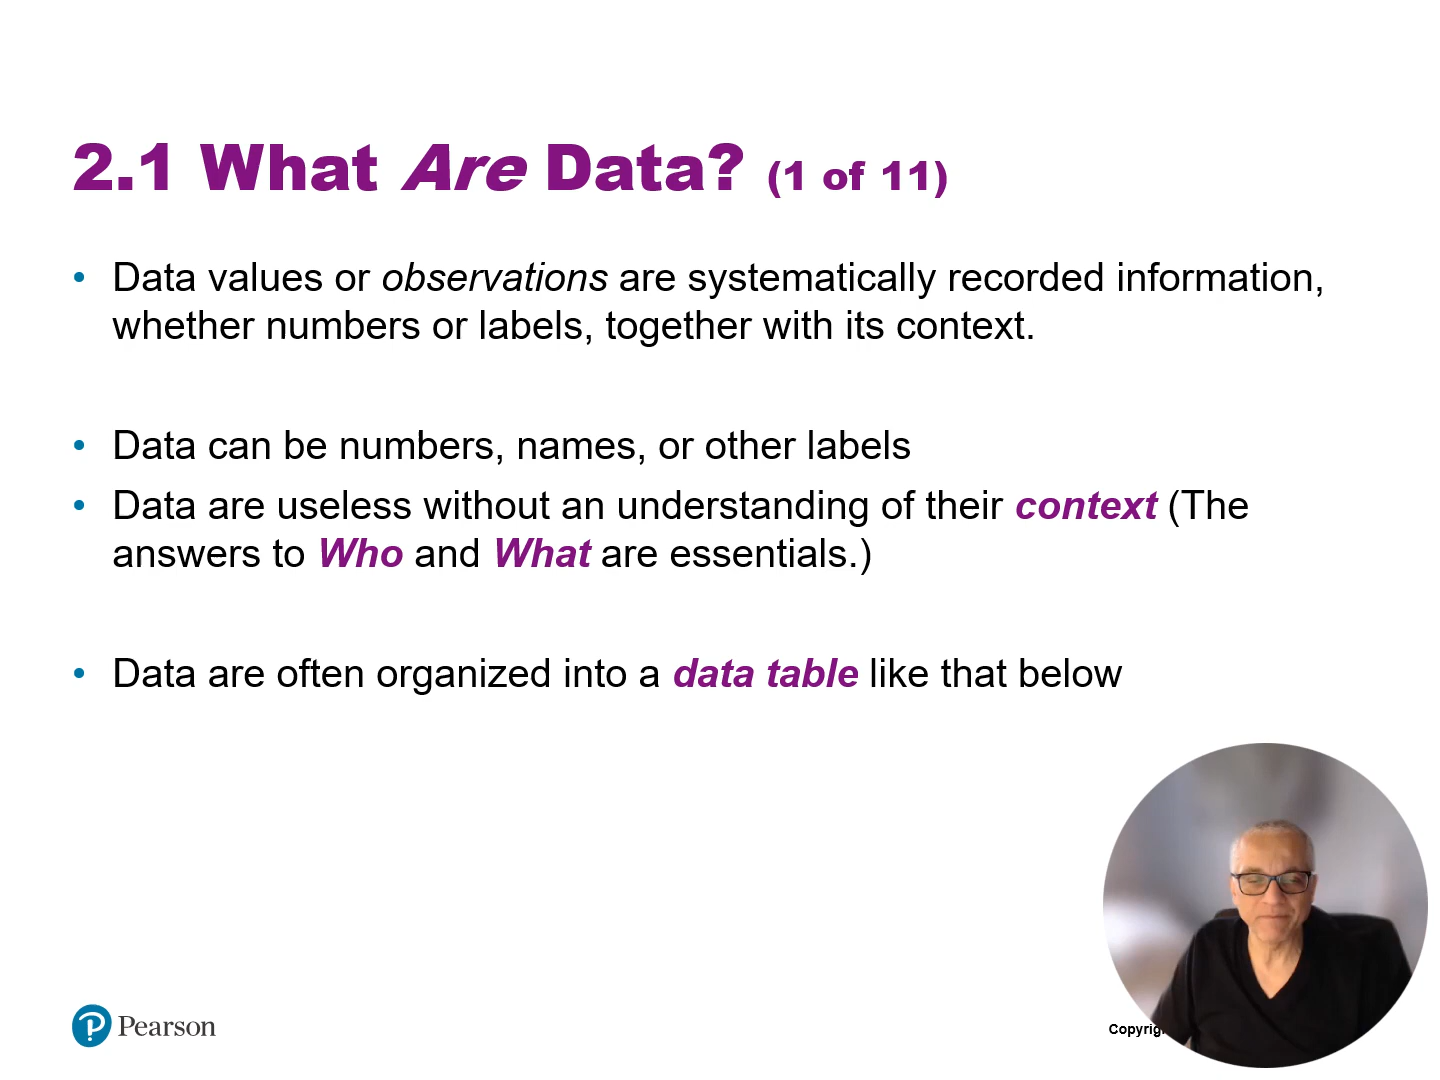 2.1 What Are Data? (1 of 11)
• Data values or observations are systematically recorded information,
whether numbers or labels, together with its context.
• Data can be numbers, names, or other labels
• Data are useless without an understanding of their context (The
answers to Who and What are essentials.)
• Data are often organized into a data table like that below
Pearson